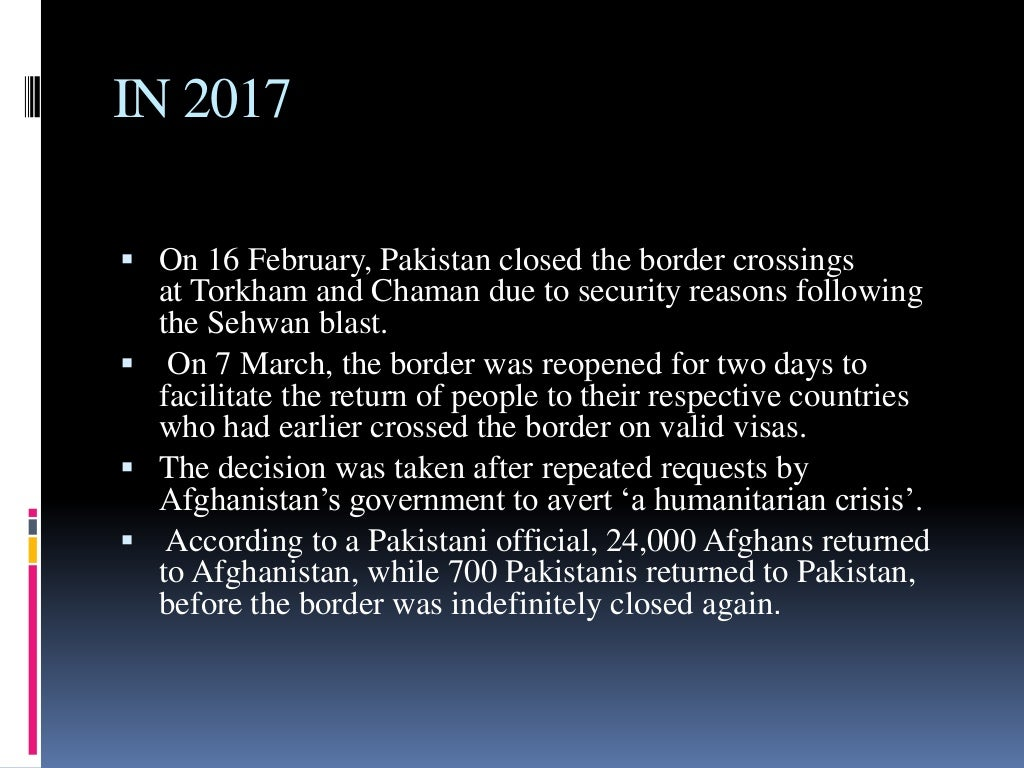 IN 2017
▪ On 16 February, Pakistan closed the border crossings
at Torkham and Chaman due to security reasons following
the Sehwan blast.
▪ On 7 March, the border was reopened for two days to
facilitate the return of people to their respective countries
who had earlier crossed the border on valid visas.
▪ The decision was taken after repeated requests by
Afghanistan’s government to avert ‘a humanitarian crisis’.
▪ According to a Pakistani official, 24,000 Afghans returned
to Afghanistan, while 700 Pakistanis returned to Pakistan,
before the border was indefinitely closed again.